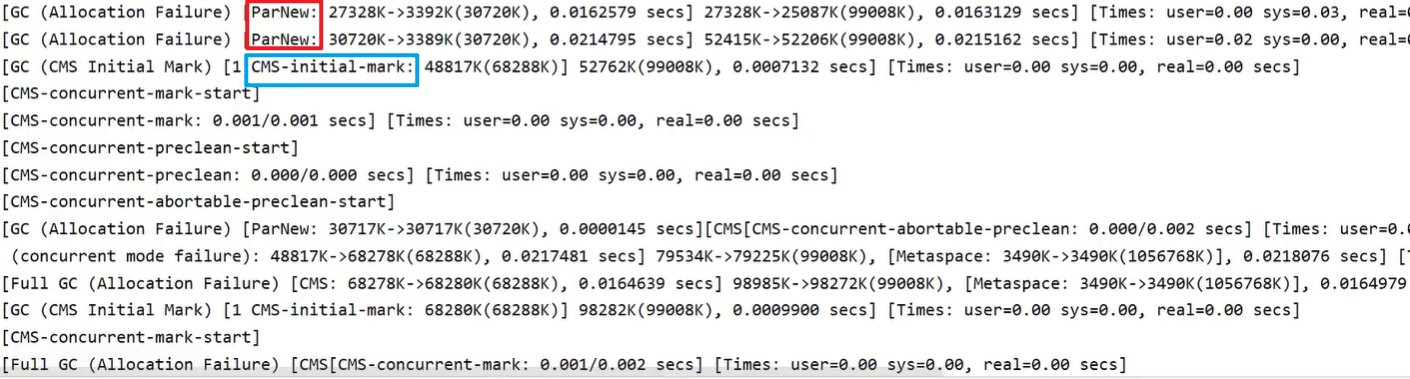 [GC (Allocation Failure) [ParNew: 27328K->3392K(30720K), 0.0162579 secs] 27328K->25087K(99008K), 0.0163129 secs] [Times: user=0.00 sys=0.03, real=
[GC (Allocation Failure) [ParNew: 30720K->3389K(30720K), 0.0214795 secs] 52415K->52206K(99008K), 0.0215162 secs] [Times: user=0.02 sys=0.00, real=
[GC (CMS Initial Mark) [1 CMS-initial-mark: 48817K(68288K)] 52762K(99008K), 0.0007132 secs] [Times: user=0.00 sys=0.00, real=0.00 secs]
[CMS-concurrent-mark-start]
[CMS-concurrent-mark: 0.001/0.001 secs] [Times: user=0.00 sys=0.00, real=0.00 secs]
[CMS-concurrent-preclean-start]
[CMS-concurrent-preclean: 0.000/0.000 secs] [Times: user=0.00 sys=0.00, real=0.00 secs]
[CMS-concurrent-abortable-preclean-start]
[GC (Allocation Failure) [ParNew: 30717K->30717K(30720K), 0.0000145 secs][CMS[CMS-concurrent-abortable-preclean: 0.000/0.002 secs] [Times: user=0.
(concurrent mode failure): 48817K->68278K(68288K), 0.0217481 secs] 79534K->79225K(99008K), [Metaspace: 3490K->3490K(1056768K)], 0.0218076 secs] [
[Full GC (Allocation Failure) [CMS: 68278K->68280K(68288K), 0.0164639 secs] 98985K->98272K(99008K), [Metaspace: 3490K->3490K(1056768K)], 0.0164979
[GC (CMS Initial Mark) [1 CMS-initial-mark: 68280K(68288K)] 98282K(99008K), 0.0009900 secs] [Times: user=0.00 sys=0.00, real=0.00 secs]
[CMS-concurrent-mark-start]
[Full GC (Allocation Failure) [CMS[CMS-concurrent-mark: 0.001/0.002 secs] [Times: user=0.00 sys=0.00, real=0.00 secs]